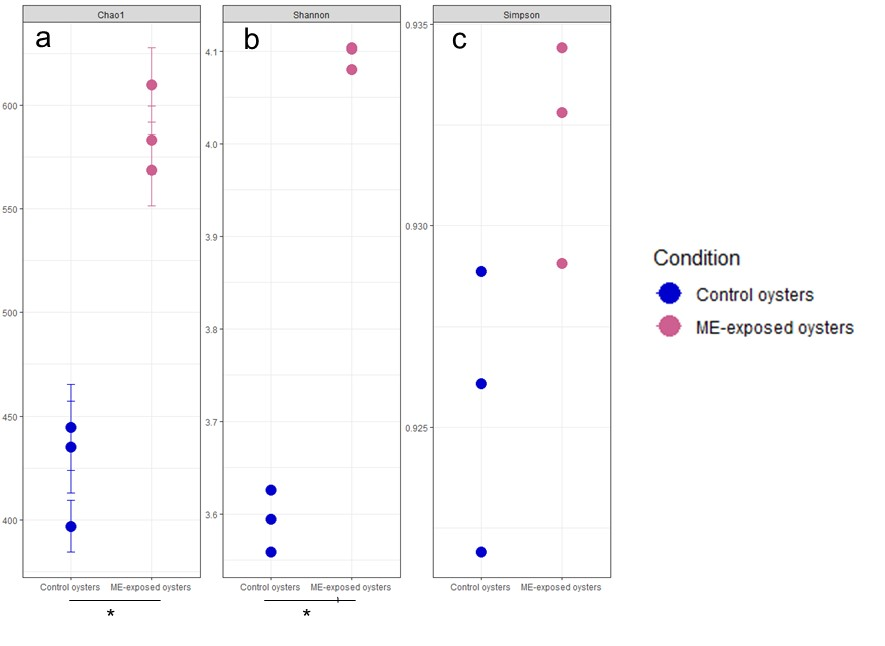 Chao1
Shannon
Simpson
a
b
c
600
550
500
450
400
4.1
4.0
3.9
3.8
3.7
3.6
0.935
0.930
0.925
Control oysters ME-exposed oysters
Control oysters ME-exposed oysters
Control oysters ME-exposed oysters
*
*
Condition
Control oysters
ME-exposed oysters